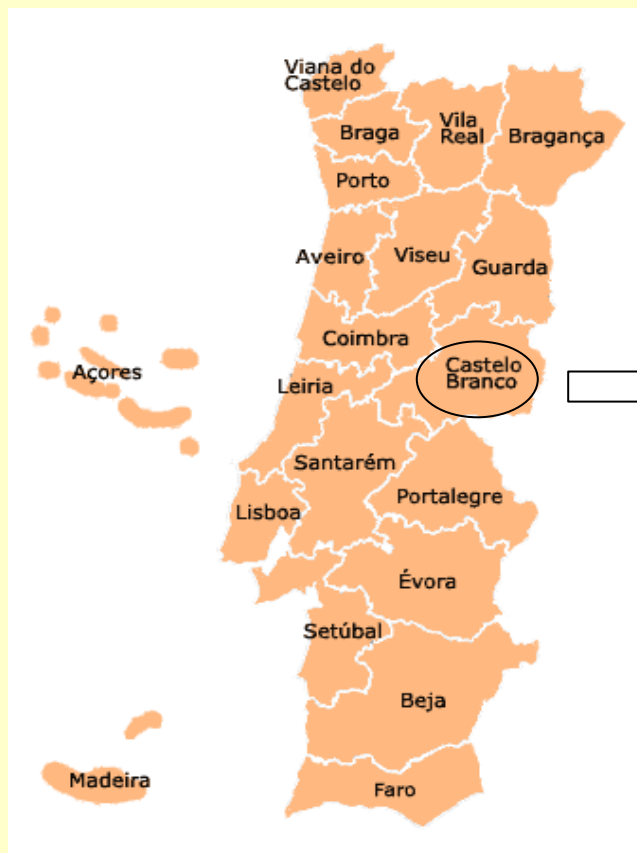 Viana do
Castelo
Braga
Vila
Real
Bragança
Porto
Aveiro
Viseu
Guarda
Coimbra
Açores
Leiria
Castelo
Branco
Santarém
Lisboa
Portalegre
Évora
Setúbal
Beja
Madeira
Faro